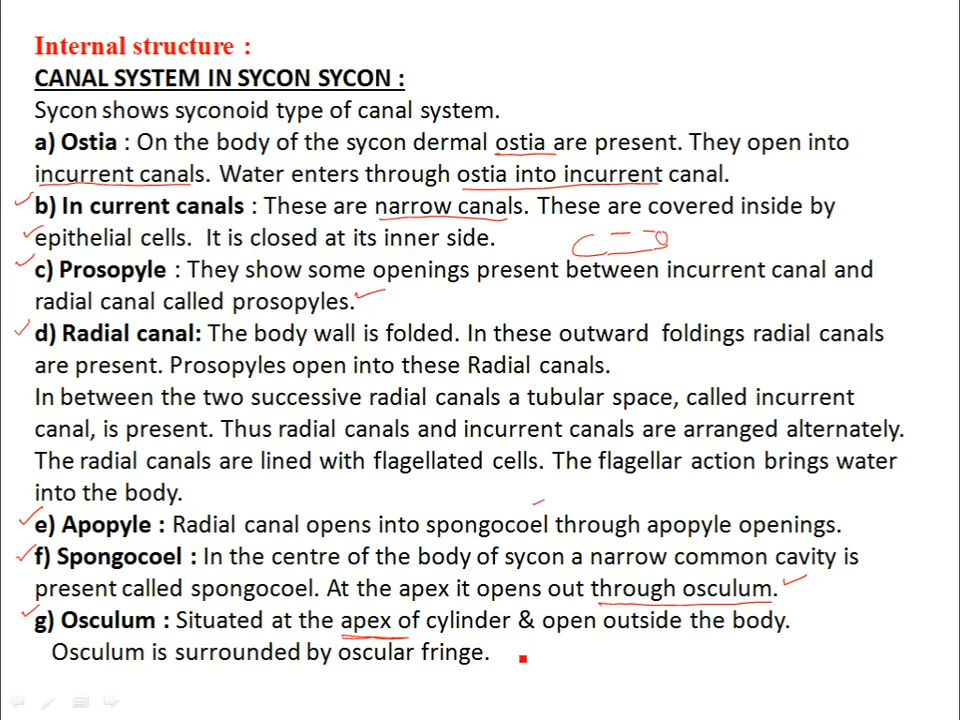 Internal structure :
CANAL SYSTEM IN SYCON SYCON :
Sycon shows syconoid type of canal system.
a) Ostia : On the body of the sycon dermal ostia are present. They open into
incurrent canals. Water enters through ostia into incurrent canal.
b) In current canals : These are narrow canals. These are covered inside by
epithelial cells.  It is closed at its inner side.
c) Prosopyle : They show some openings present between incurrent canal and
radial canal called prosopyles.
d) Radial canal: The body wall is folded. In these outward  foldings radial canals
are present. Prosopyles open into these Radial canals.
In between the two successive radial canals a tubular space, called incurrent
canal, is present. Thus radial canals and incurrent canals are arranged alternately.
The radial canals are lined with flagellated cells. The flagellar action brings water
into the body.
e) Apopyle : Radial canal opens into spongocoel through apopyle openings.
f) Spongocoel : In the centre of the body of sycon a narrow common cavity is
present called spongocoel. At the apex it opens out through osculum.
g) Osculum : Situated at the apex of cylinder & open outside the body.
Osculum is surrounded by oscular fringe.